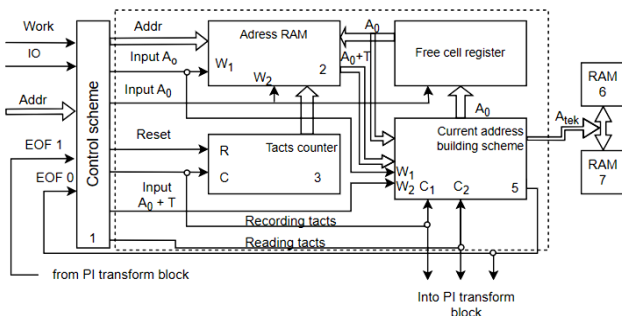 Work
IO
Addr
EOF 1
EOF 0
Control scheme
1
Addr
Input Ao
Input A0
Reset
Input
A0 + T
Recording tacts
Reading tacts
Adress RAM
W1
W2
2
A0
A0+T
Free cell register
A0
R
C
Tacts counter
3
Current address
building scheme
W1
W2
C1
C2
5
Atek
RAM
6
RAM
7
from PI transform block
Into PI transform
block